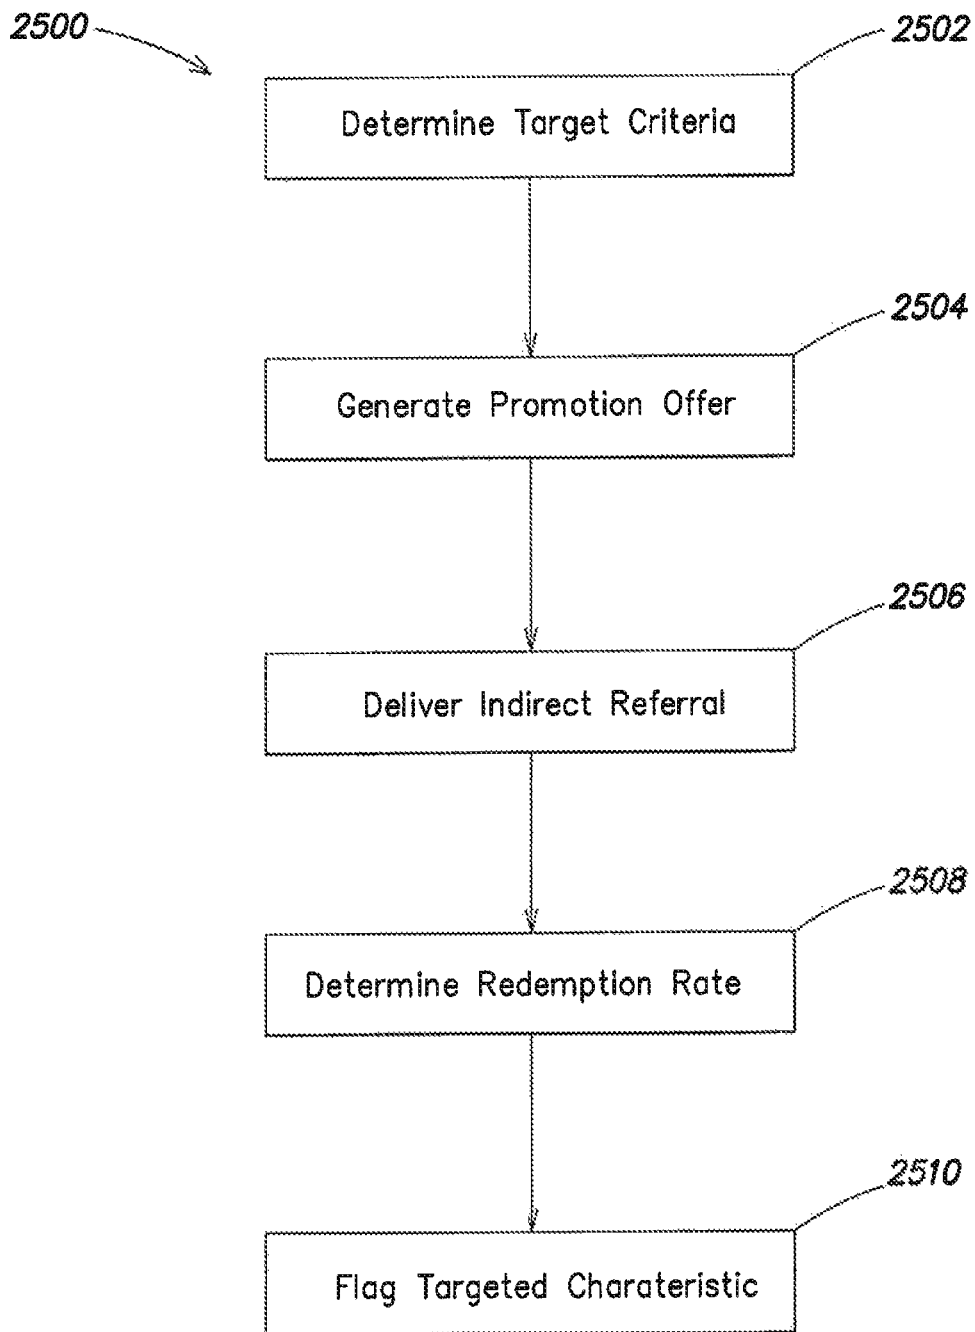 2500
2502
Determine Target Criteria
2504
Generate Promotion Offer
2506
Deliver Indirect Referral
2508
Determine Redemption Rate
2510
Flag Targeted Charateristic